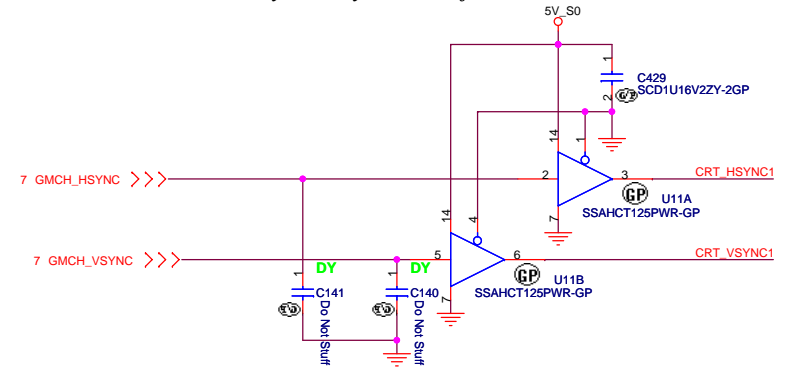 5V_S0
1
C429
SCD1U16V2ZY-2GP
2
G/P
14
1
7 GMCH_HSYNC
2
3
CRT_HSYNC1
GP
U11A
SSAHCT125PWR-GP
7
14
4
7 GMCH_VSYNC
5
6
CRT_VSYNC1
DY
DY
GP
U11B
SSAHCT125PWR-GP
7
1
C141
Do Not Stuff
2
1
C140
Do Not Stuff
2